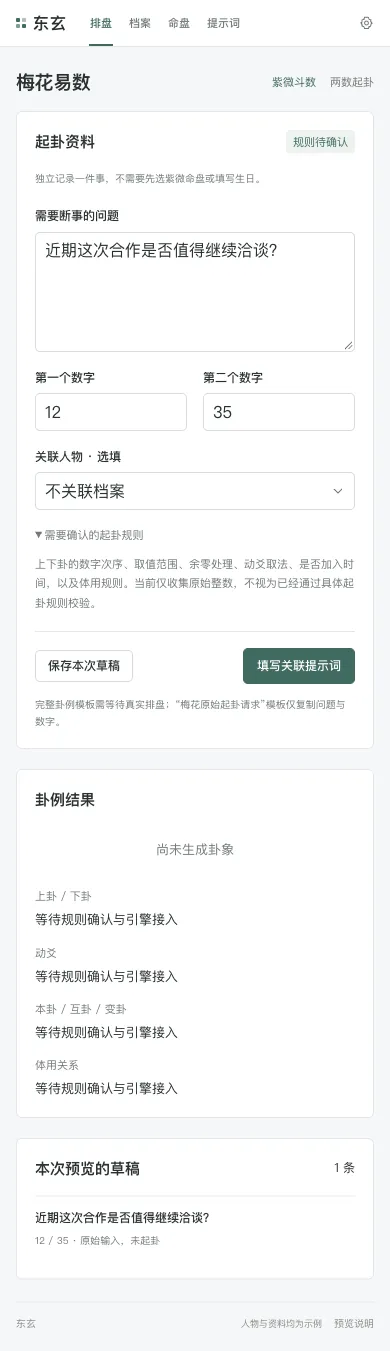 东玄 排盘 档案 命盘 提示词
梅花易数 紫微斗数 两数起卦
起卦资料 规则待确认
独立记录一件事，不需要先选紫微命盘或填写生日。
需要断事的问题
近期这次合作是否值得继续洽谈?
第一个数字 第二个数字
12 35
关联人物 · 选填
不关联档案
▼需要确认的起卦规则
上下卦的数字次序、取值范围、余零处理、动爻取法、是否加入时
间，以及体用规则。当前仅收集原始整数，不视为已经通过具体起
卦规则校验。
保存本次草稿 填写关联提示词
完整卦例模板需等待真实排盘；“梅花原始起卦请求”模板仅复制问题与
数字。
卦例结果
尚未生成卦象
上卦 / 下卦
等待规则确认与引擎接入
动爻
等待规则确认与引擎接入
本卦 / 互卦 / 变卦
等待规则确认与引擎接入
体用关系
等待规则确认与引擎接入
本次预览的草稿 1 条
近期这次合作是否值得继续洽谈?
12 / 35 · 原始输入，未起卦
东玄 人物与资料均为示例 预览说明